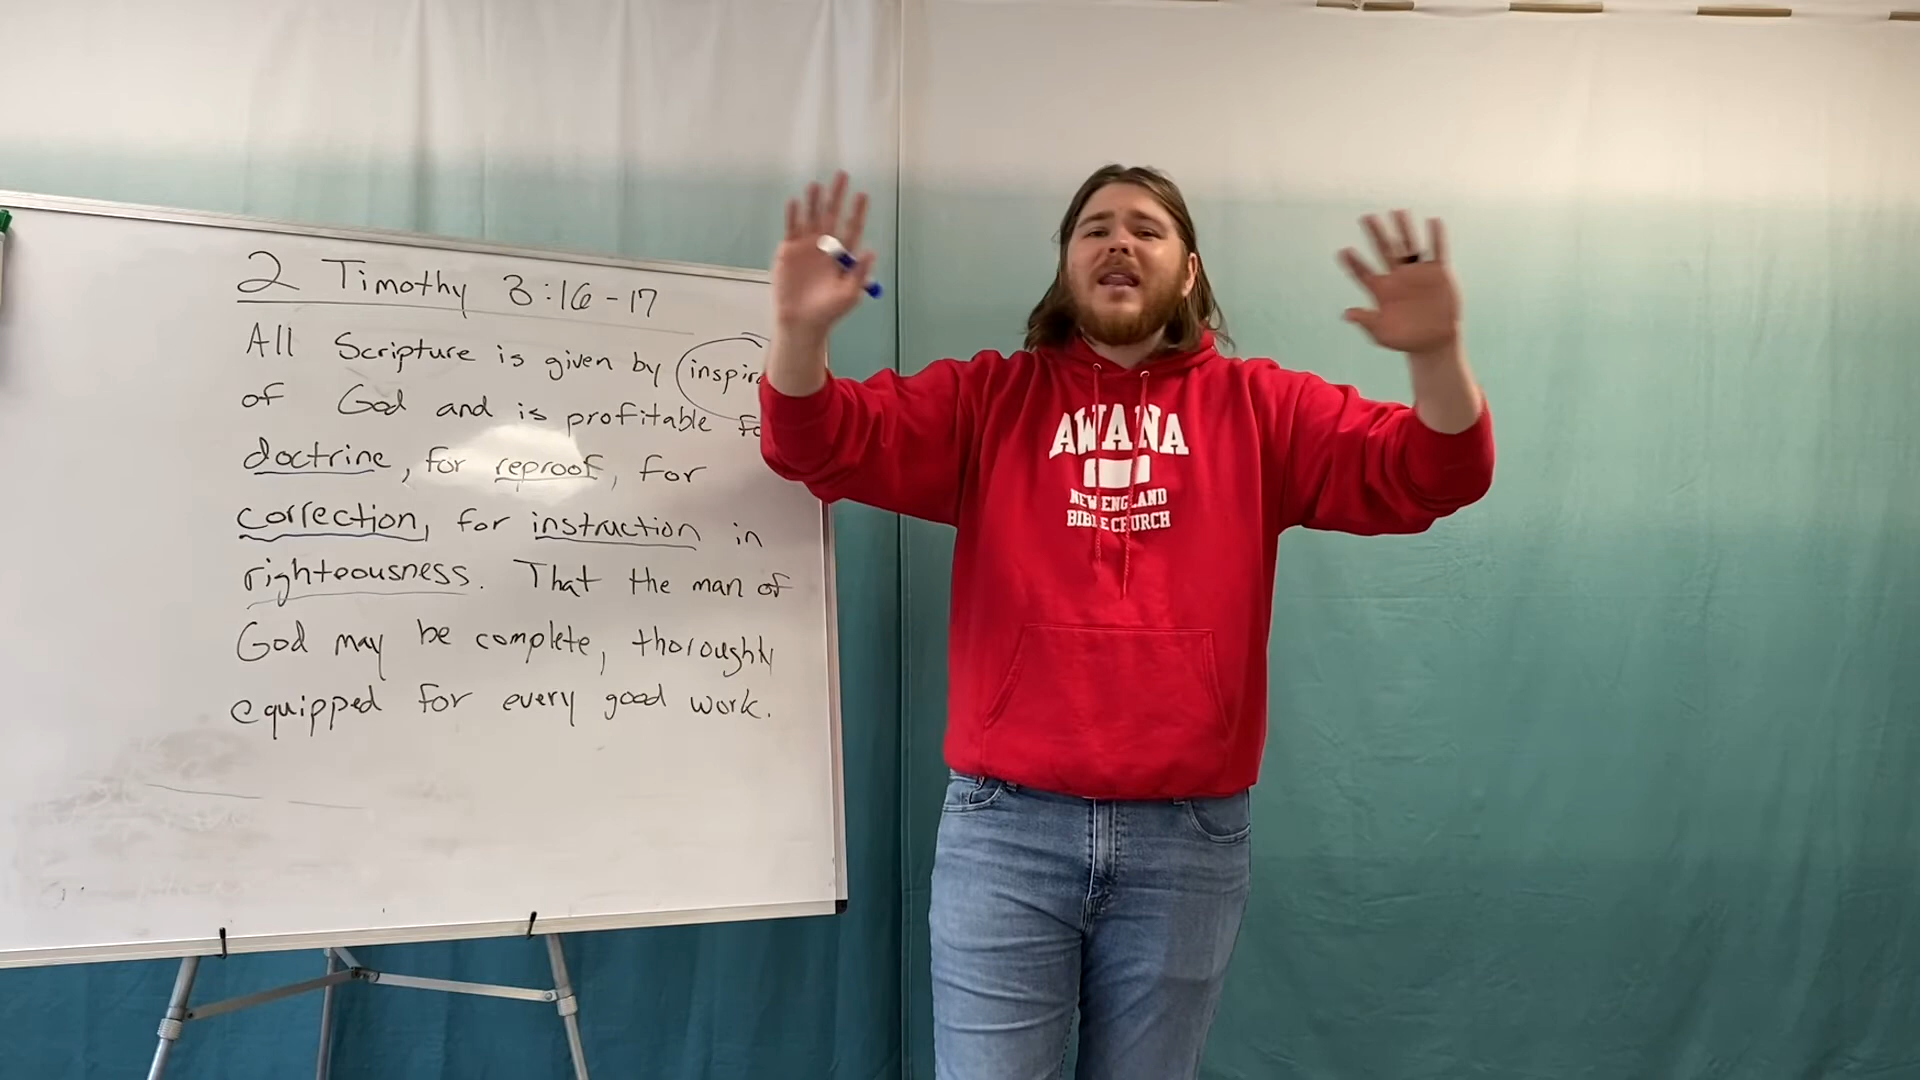 2 Timothy 3:16-17
All Scripture is given by
of God and is profitable
doctrine, for reproof, for
correction, for instruction in
righteousness. That the man of
God may be complete, thoroughly
equipped for every good work.
AWANA
NEW ENGLAND
BIBLE CHURCH